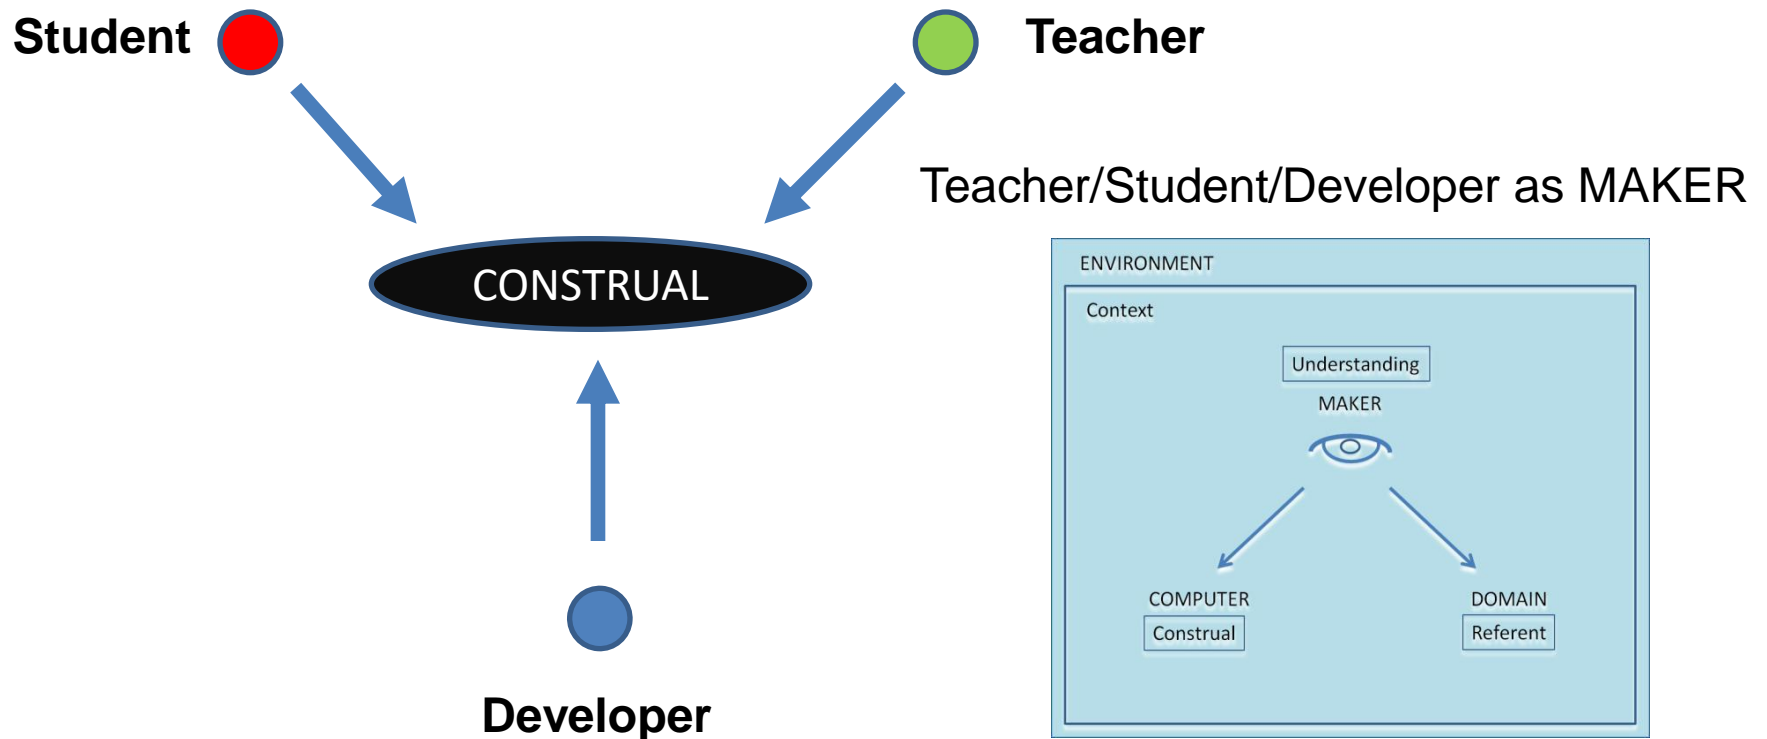 Student
Teacher
Teacher/Student/Developer as MAKER
CONSTRUAL
Developer
ENVIRONMENT
Context
Understanding
MAKER
COMPUTER
DOMAIN
Construal
Referent